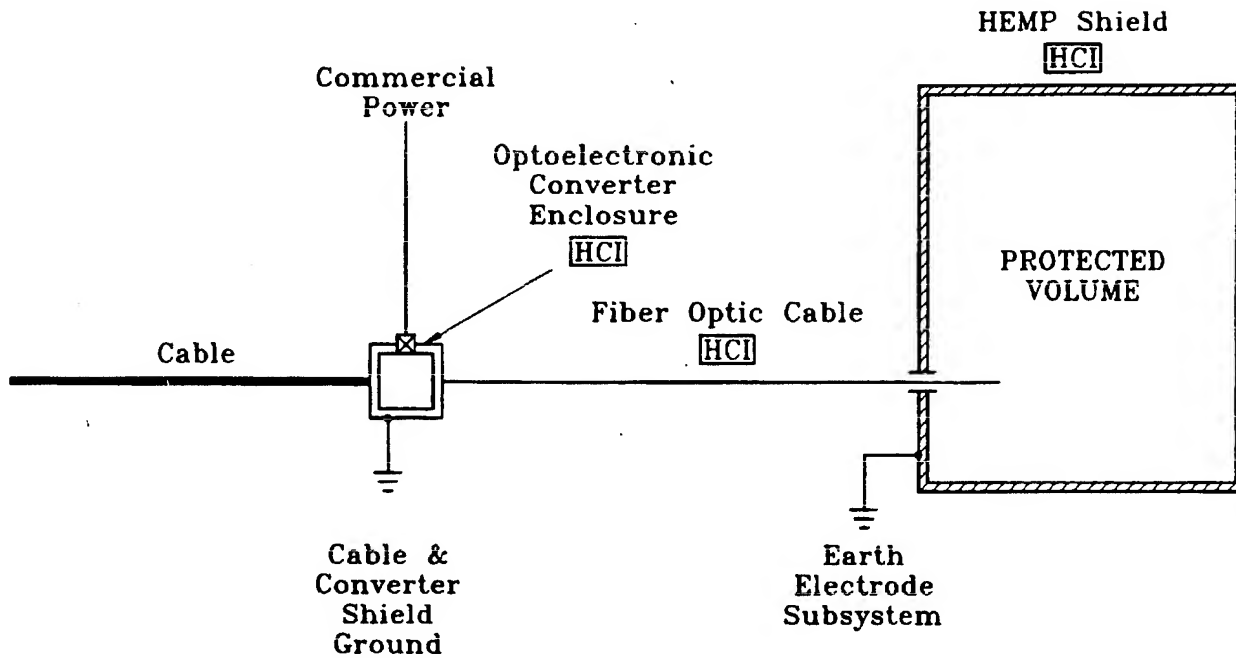 HEMP Shield
HCI
Commercial
Power
Optoelectronic
Converter
Enclosure
HCI
PROTECTED
VOLUME
Fiber Optic Cable
HCI
Cable
Cable &
Converter
Shield
Ground
Earth
Electrode
Subsystem